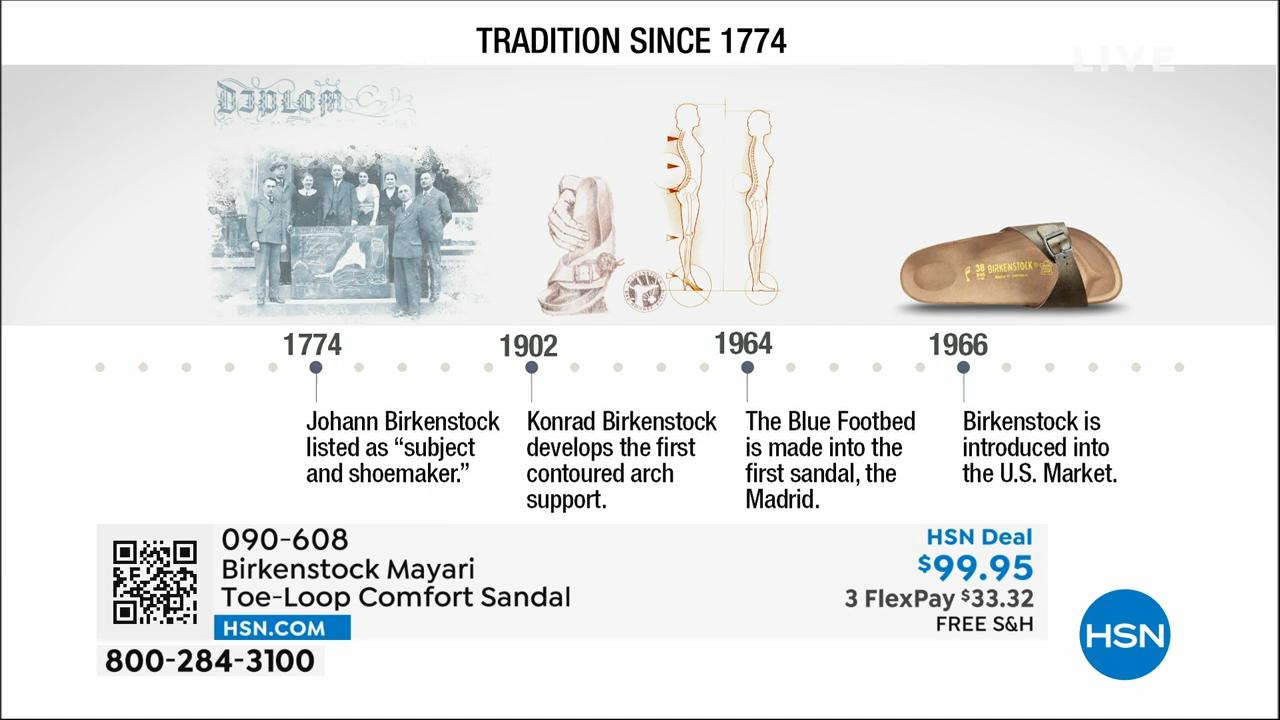 TRADITION SINCE 1774
LIVE
Diplom
38
BIRKENSTOCK
1774
1902
1964
1966
Johann Birkenstock
listed as “subject
and shoemaker.”
Konrad Birkenstock
develops the first
contoured arch
support.
The Blue Footbed
is made into the
first sandal, the
Madrid.
Birkenstock is
introduced into
the U.S. Market.
090-608
Birkenstock Mayari
Toe-Loop Comfort Sandal
HSN.COM
800-284-3100
HSN Deal
$99.95
3 FlexPay $33.32
FREE S&H
HSN